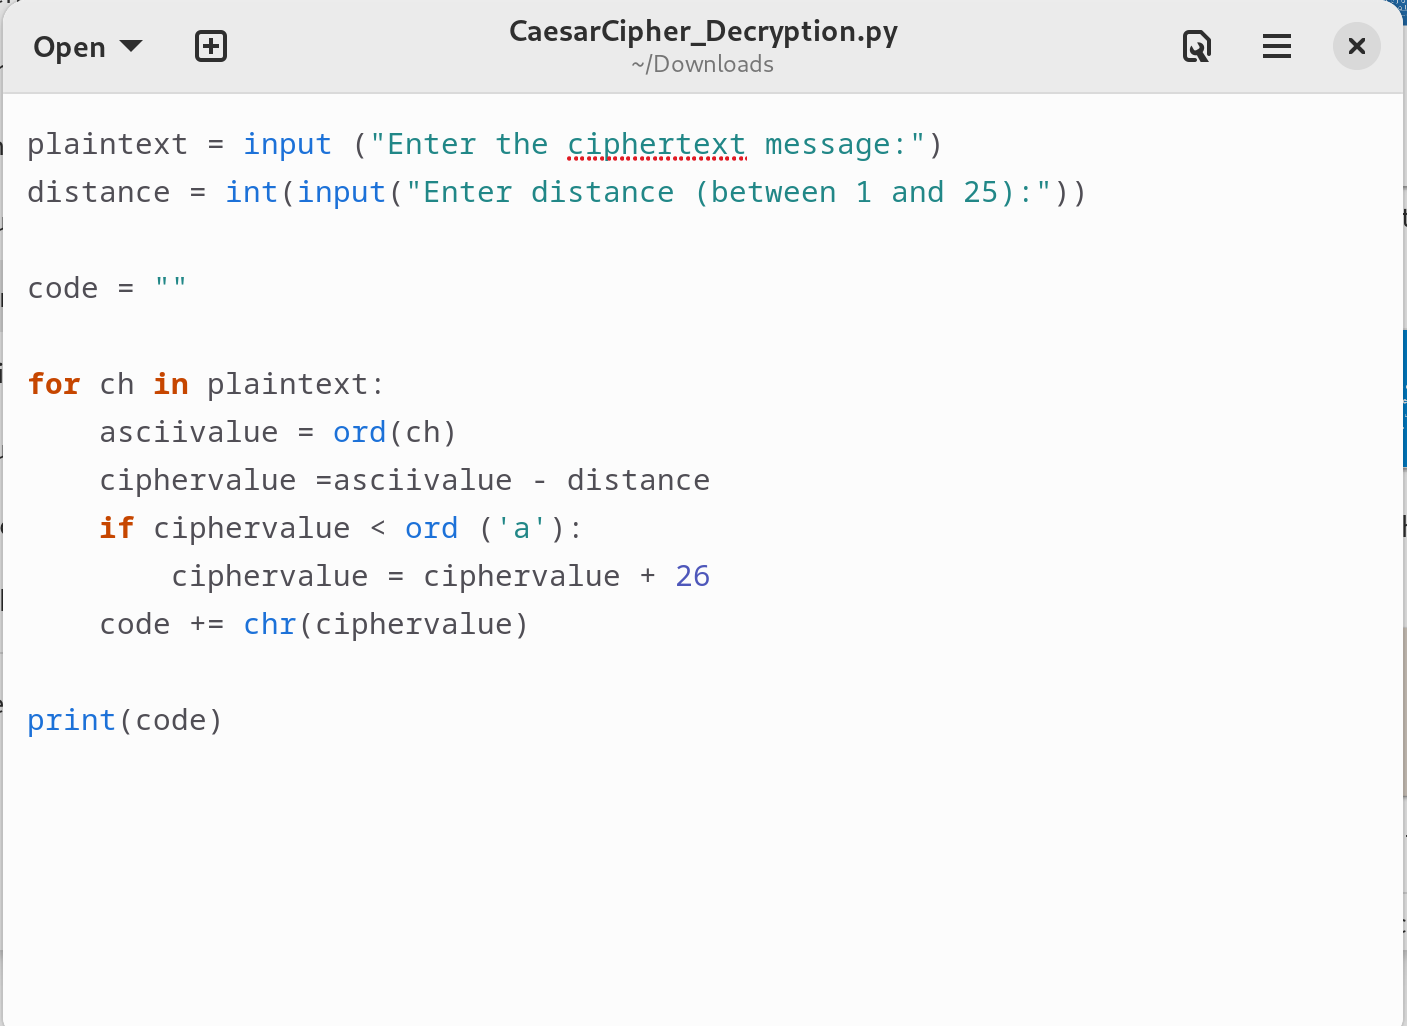 Open
CaesarCipher_Decryption.py
~/Downloads
plaintext = input ("Enter the ciphertext message:")
distance = int(input("Enter distance (between 1 and 25):"))

code = ""

for ch in plaintext:
    asciivalue = ord(ch)
    ciphervalue =asciivalue - distance
    if ciphervalue < ord ('a'):
        ciphervalue = ciphervalue + 26
    code += chr(ciphervalue)

print(code)